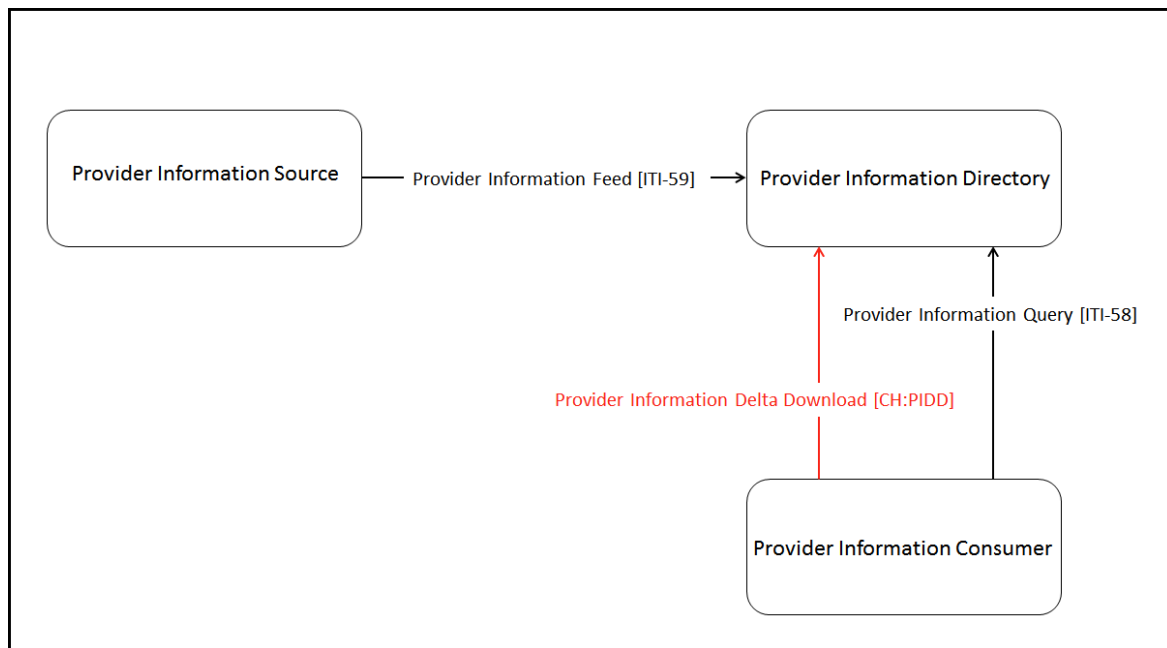 Provider Information Source
Provider Information Feed [ITI-59]
Provider Information Directory
Provider Information Query [ITI-58]
Provider Information Delta Download [CH:PIDD]
Provider Information Consumer